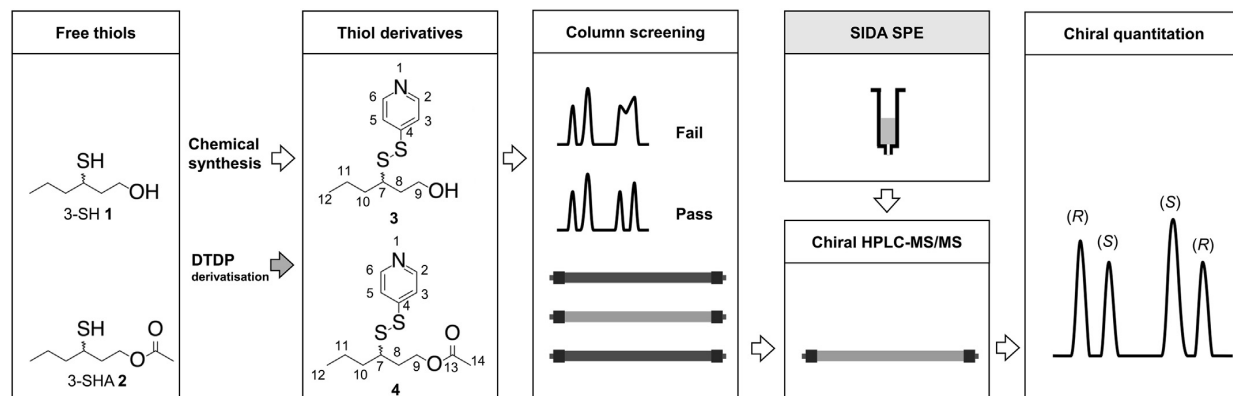 Free thiols
SH
OH
3-SH 1
SH
O
O
3-SHA 2
Chemical
synthesis
DTDP
derivatisation
Thiol derivatives
1
N
6
2
5
3
4
S
S
11
8
OH
12
10
7
9
3
1
N
6
2
5
3
4
S
S
O
11
8
O
14
12
10
7
9
13
4
Column screening
Fail
Pass
SIDA SPE
Chiral HPLC-MS/MS
Chiral quantitation
(R)
(S)
(S)
(R)